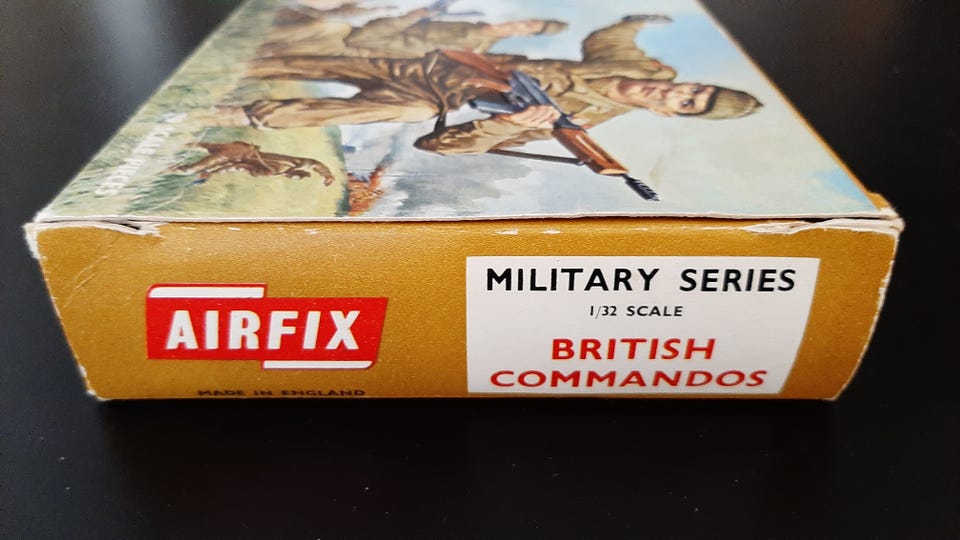 AIRFIX
MADE IN ENGLAND
MILITARY SERIES
1/32 SCALE
BRITISH
COMMANDOS